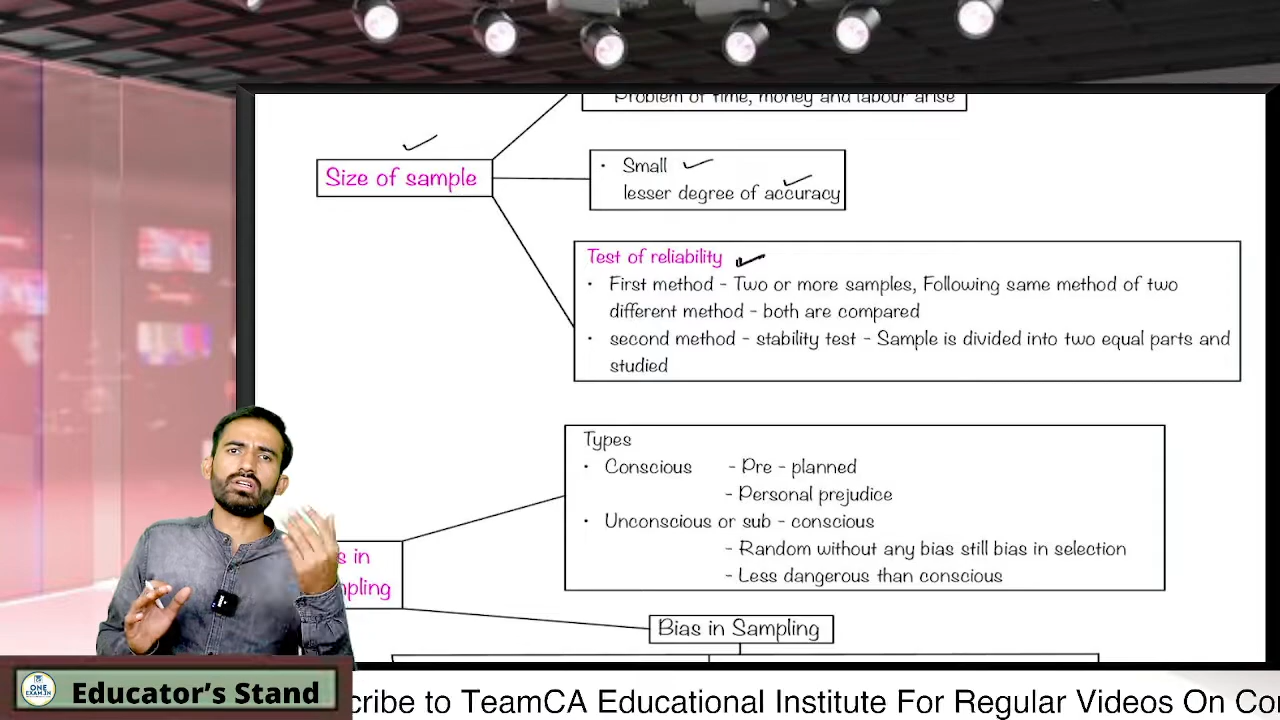 Problem of time, money and labour arise
Size of sample
• Small
lesser degree of accuracy
Test of reliability
• First method - Two or more samples, Following same method of two
different method - both are compared
• second method - stability test - Sample is divided into two equal parts and
studied
Types
• Conscious - Pre - planned
- Personal prejudice
• Unconscious or sub - conscious
- Random without any bias still bias in selection
- Less dangerous than conscious
s in
pling
Bias in Sampling
ONE
EXAM.IN
Educator's Stand
cribe to TeamCA Educational Institute For Regular Videos On Co